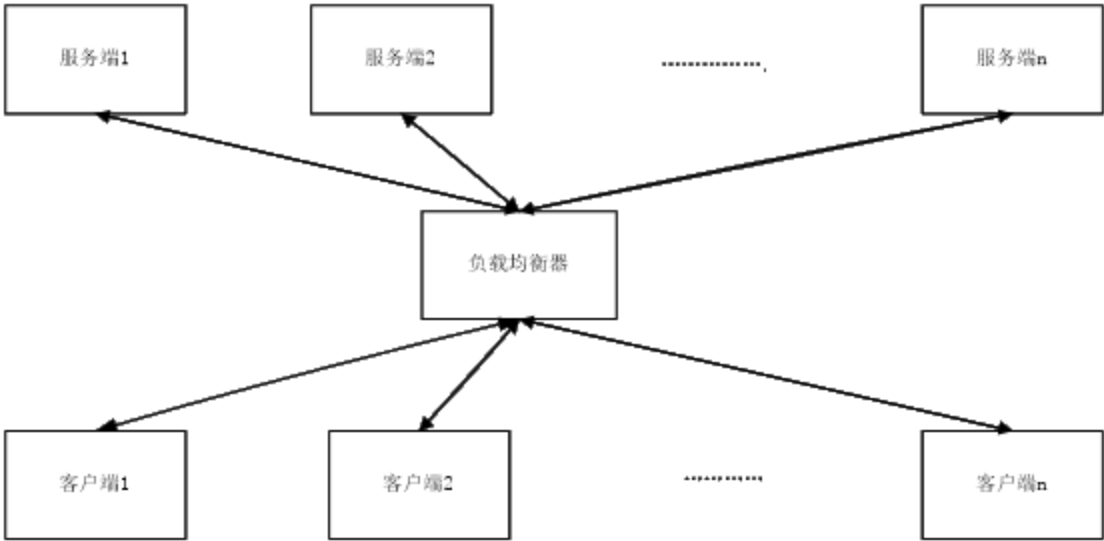 服务端1
服务端2
...............
服务端n
负载均衡器
客户端1
客户端2
............
客户端n